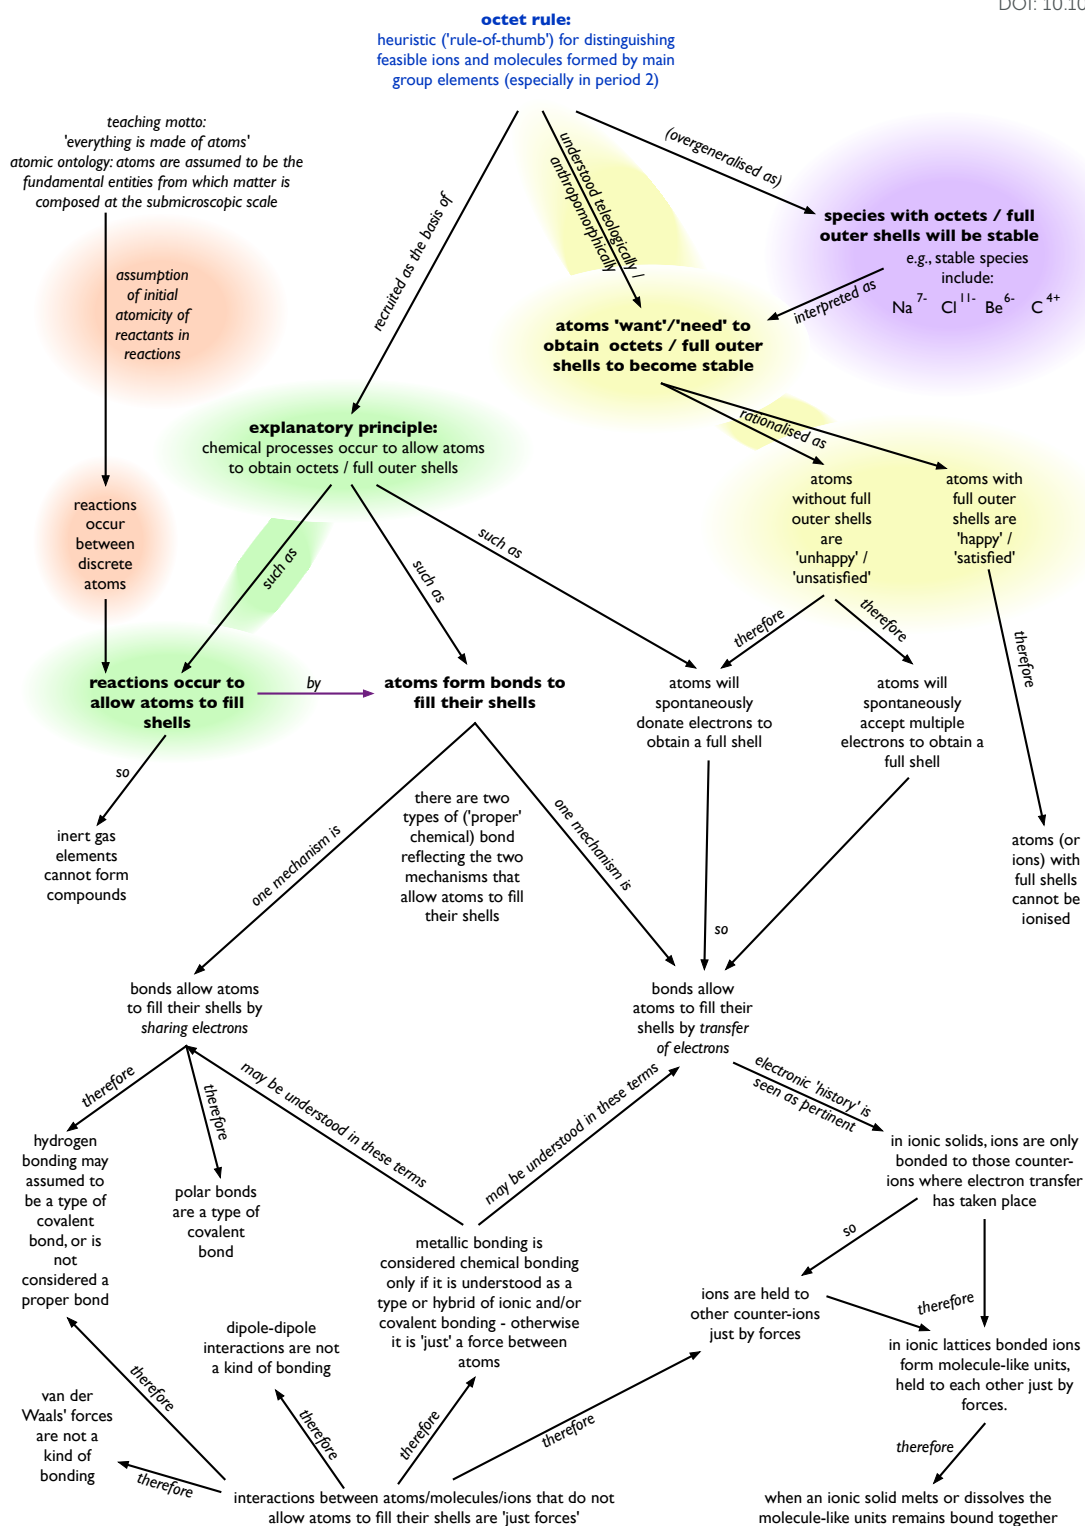 DOI: 10.10
octet rule:
heuristic ('rule-of-thumb') for distinguishing
feasible ions and molecules formed by main
group elements (especially in period 2)
teaching motto:
'everything is made of atoms'
atomic ontology: atoms are assumed to be the
fundamental entities from which matter is
composed at the submicroscopic scale
recruited as the basis of
understood teleologically /
anthropomorphically
(overgeneralised as)
species with octets / full
outer shells will be stable
e.g., stable species
include:
Na 7- Cl 11- Be 6- C 4+
interpreted as
assumption
of initial
atomicity of
reactants in
reactions
atoms 'want'/'need' to
obtain octets / full outer
shells to become stable
rationalised as
explanatory principle:
chemical processes occur to allow atoms
to obtain octets / full outer shells
atoms
without full
outer shells
are
'unhappy' /
'unsatisfied'
atoms with
full outer
shells are
'happy' /
'satisfied'
reactions
occur
between
discrete
atoms
such as
such as
such as
therefore
therefore
therefore
reactions occur to
allow atoms to fill
shells
by
atoms form bonds to
fill their shells
atoms will
spontaneously
donate electrons to
obtain a full shell
atoms will
spontaneously
accept multiple
electrons to obtain a
full shell
so
inert gas
elements
cannot form
compounds
one mechanism is
there are two
types of ('proper'
chemical) bond
reflecting the two
mechanisms that
allow atoms to fill
their shells
one mechanism is
so
atoms (or
ions) with
full shells
cannot be
ionised
bonds allow atoms
to fill their shells by
sharing electrons
bonds allow
atoms to fill their
shells by transfer
of electrons
therefore
therefore
may be understood in these terms
may be understood in these terms
electronic 'history' is
seen as pertinent
hydrogen
bonding may
assumed to
be a type of
covalent
bond, or is
not
considered a
proper bond
polar bonds
are a type of
covalent
bond
in ionic solids, ions are only
bonded to those counter-
ions where electron transfer
has taken place
metallic bonding is
considered chemical bonding
only if it is understood as a
type or hybrid of ionic and/or
covalent bonding - otherwise
it is 'just' a force between
atoms
so
ions are held to
other counter-ions
just by forces
therefore
dipole-dipole
interactions are not
a kind of bonding
in ionic lattices bonded ions
form molecule-like units,
held to each other just by
forces.
van der
Waals' forces
are not a
kind of
bonding
therefore
therefore
therefore
therefore
therefore
therefore
interactions between atoms/molecules/ions that do not
allow atoms to fill their shells are 'just forces'
when an ionic solid melts or dissolves the
molecule-like units remains bound together